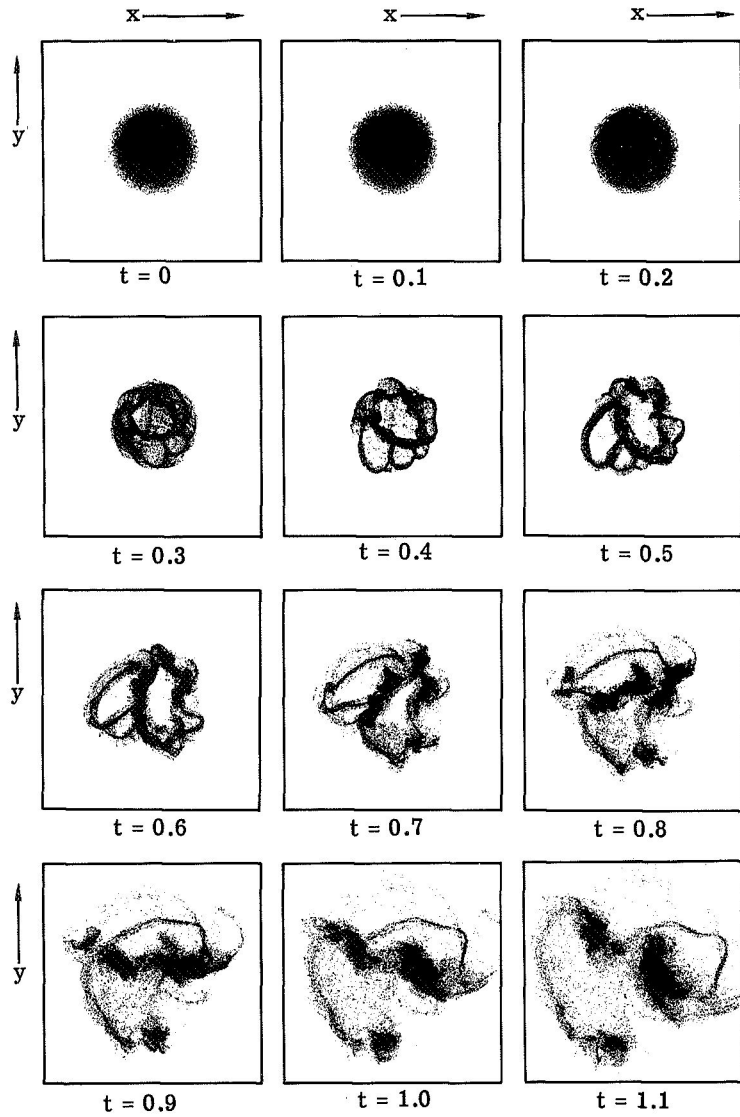 x x x
y
t = 0 t = 0.1 t = 0.2
y
t = 0.3 t = 0.4 t = 0.5
y
t = 0.6 t = 0.7 t = 0.8
y
t = 0.9 t = 1.0 t = 1.1